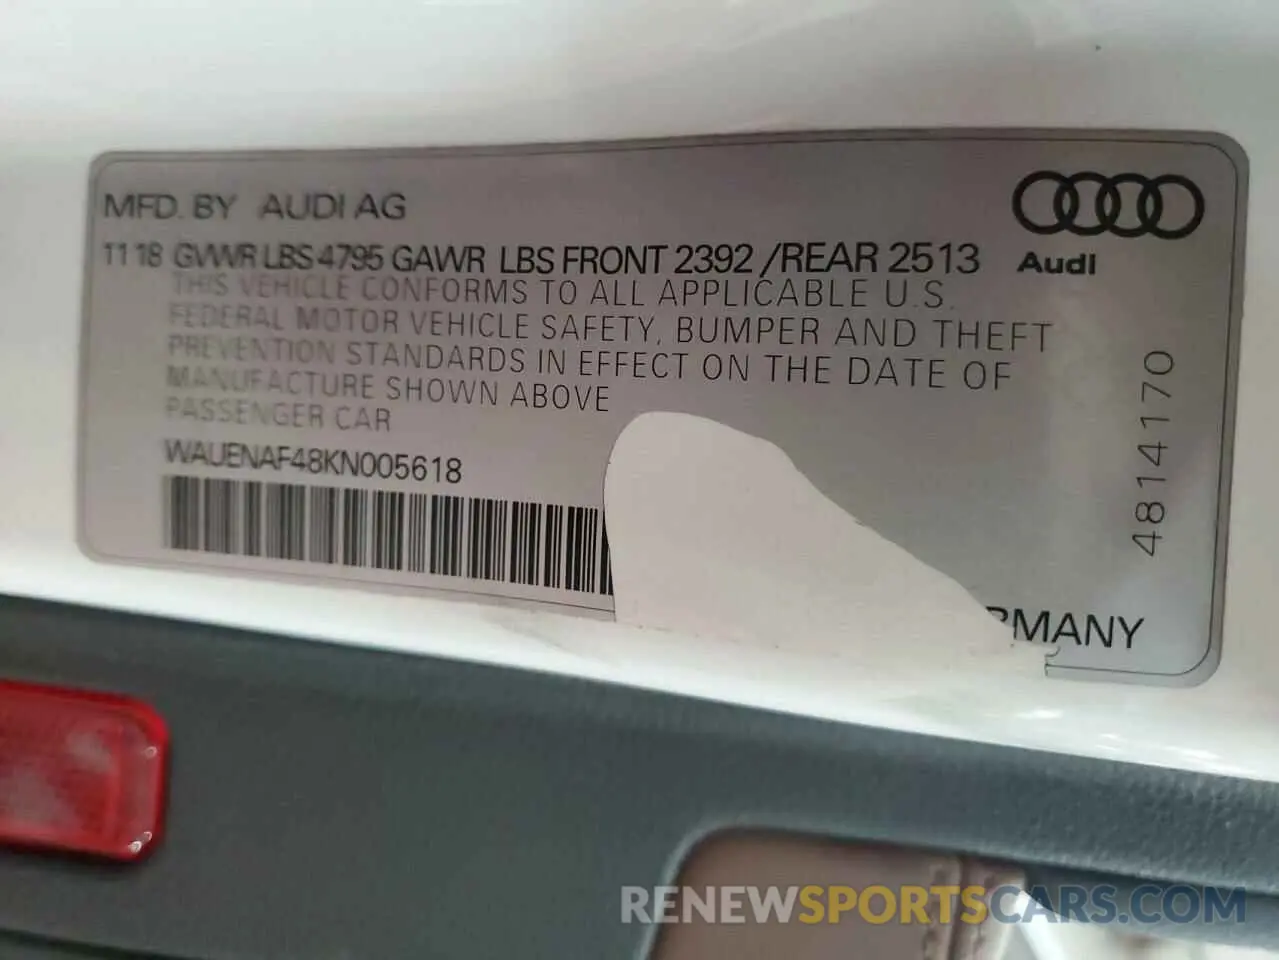 MFD. BY AUDI AG
11 18 GVWR LBS 4795 GAWR LBS FRONT 2392 /REAR 2513
Audi
THIS VEHICLE CONFORMS TO ALL APPLICABLE U.S.
FEDERAL MOTOR VEHICLE SAFETY, BUMPER AND THEFT
PREVENTION STANDARDS IN EFFECT ON THE DATE OF
MANUFACTURE SHOWN ABOVE
PASSENGER CAR
WAUENAF48KN005618
4814170
RMANY
RENEWSPORTSCARS.COM